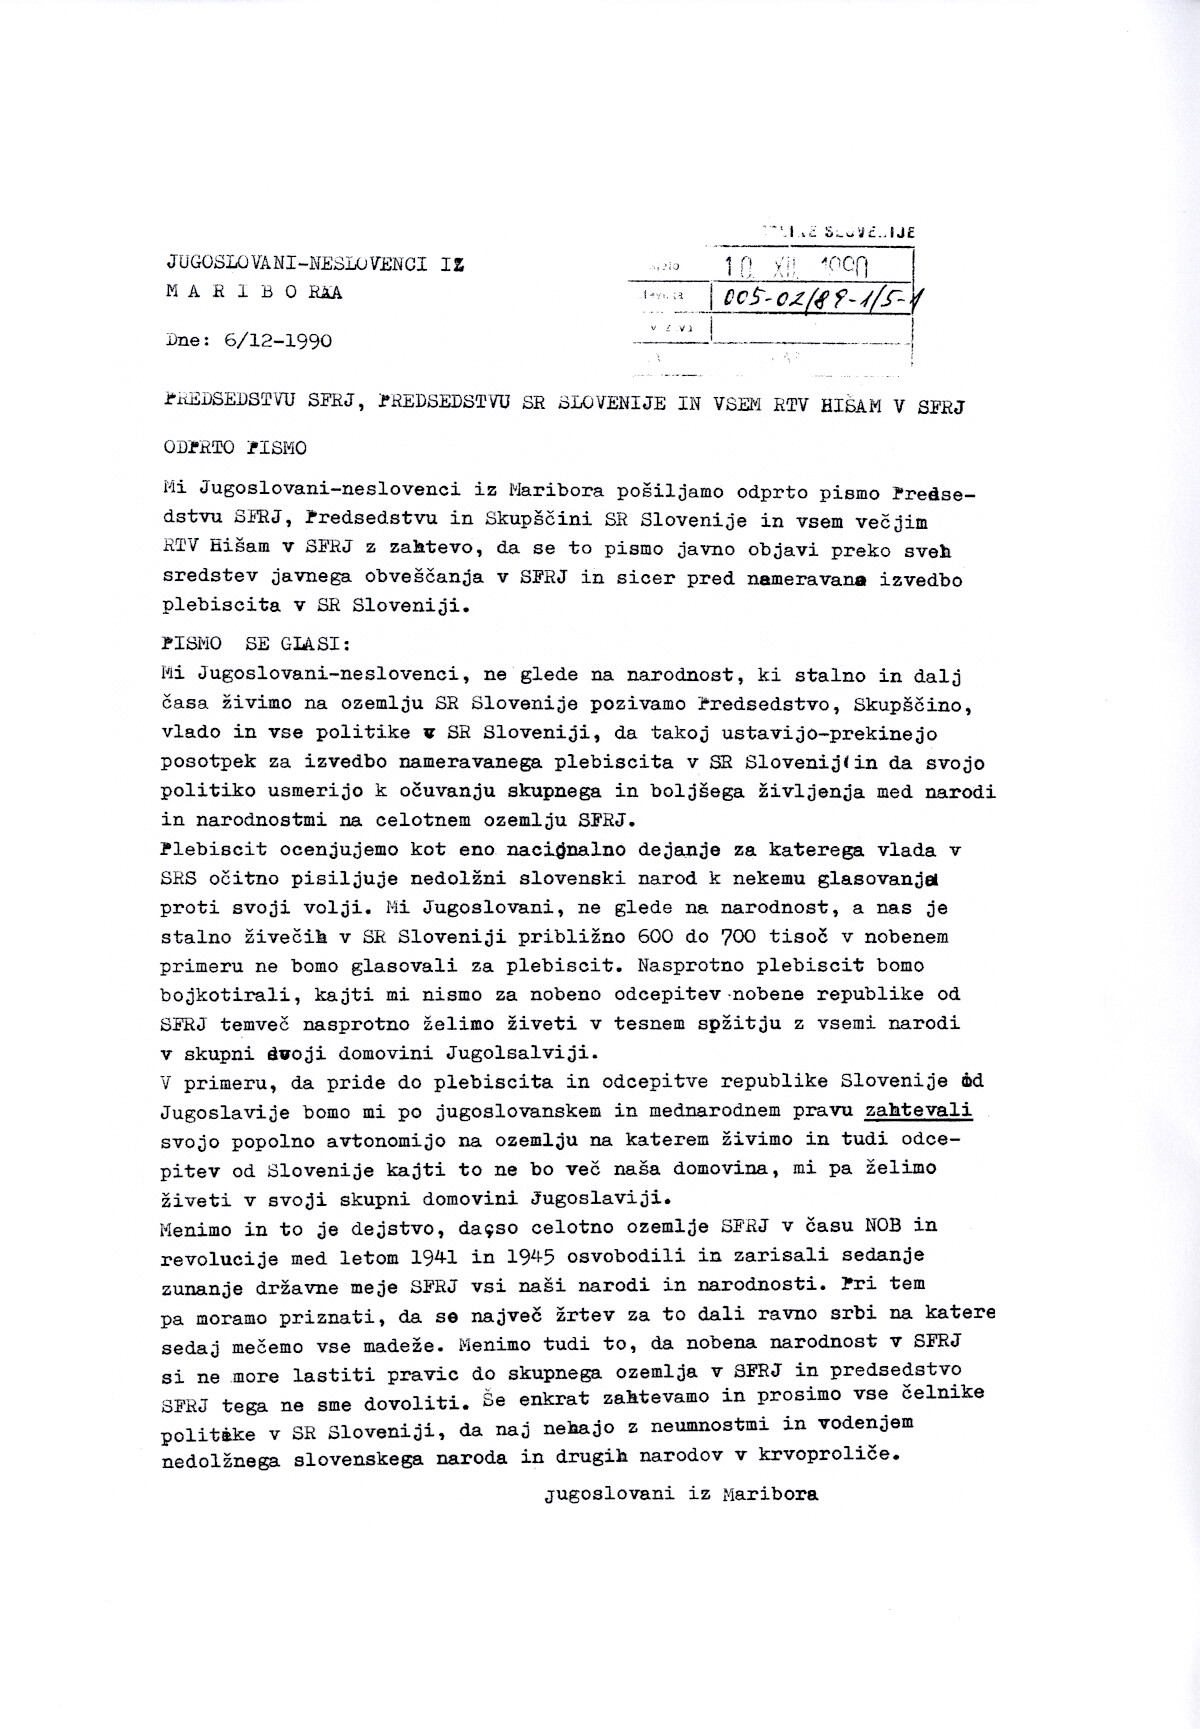 SLOVENIJE
JUGOSLOVANI-NESLOVENCI IZ
M A R I B O RXA
10. XII. 1990
005-02/89-1/5-1
Dne: 6/12-1990
PREDSEDSTVU SFRJ, PREDSEDSTVU SR SLOVENIJE IN VSEM RTV HIŠAM V SFRJ
ODPRTO PISMO
Mi Jugoslovani-neslovenci iz Maribora pošiljamo odprto pismo Predse-
dstvu SFRJ, Predsedstvu in Skupščini SR Slovenije in vsem večjim
RTV Hišam v SFRJ z zahtevo, da se to pismo javno objavi preko sveh
sredstev javnega obveščanja v SFRJ in sicer pred nameravana izvedbo
plebiscita v SR Sloveniji.
PISMO SE GLASI:
Mi Jugoslovani-neslovenci, ne glede na narodnost, ki stalno in dalj
časa živimo na ozemlju SR Slovenije pozivamo Predsedstvo, Skupščino,
vlado in vse politike v SR Sloveniji, da takoj ustavijo-prekinejo
posotpek za izvedbo nameravanega plebiscita v SR Slovenij(in da svojo
politiko usmerijo k očuvanju skupnega in boljšega življenja med narodi
in narodnostmi na celotnem ozemlju SFRJ.
Plebiscit ocenjujemo kot eno nacionalno dejanje za katerega vlada v
SRS očitno pisiljuje nedolžni slovenski narod k nekemu glasovanja
proti svoji volji. Mi Jugoslovani, ne glede na narodnost, a nas je
stalno živečih v SR Sloveniji približno 600 do 700 tisoč v nobenem
primeru ne bomo glasovali za plebiscit. Nasprotno plebiscit bomo
bojkotirali, kajti mi nismo za nobeno odcepitev nobene republike od
SFRJ temveč nasprotno želimo živeti v tesnem spžitju z vsemi narodi
v skupni dvoji domovini Jugolsalviji.
V primeru, da pride do plebiscita in odcepitve republike Slovenije od
Jugoslavije bomo mi po jugoslovanskem in mednarodnem pravu zahtevali
svojo popolno avtonomijo na ozemlju na katerem živimo in tudi odce-
pitev od Slovenije kajti to ne bo več naša domovina, mi pa želimo
živeti v svoji skupni domovini Jugoslaviji.
Menimo in to je dejstvo, da so celotno ozemlje SFRJ v času NOB in
revolucije med letom 1941 in 1945 osvobodili in zarisali sedanje
zunanje državne meje SFRJ vsi naši narodi in narodnosti. Pri tem
pa moramo priznati, da so največ žrtev za to dali ravno srbi na katere
sedaj mečemo vse madeže. Menimo tudi to, da nobena narodnost v SFRJ
si ne more lastiti pravic do skupnega ozemlja v SFRJ in predsedstvo
SFRJ tega ne sme dovoliti. Še enkrat zahtevamo in prosimo vse čelnike
politike v SR Sloveniji, da naj nehajo z neumnostmi in vodenjem
nedolžnega slovenskega naroda in drugih narodov v krvoproliče.
Jugoslovani iz Maribora